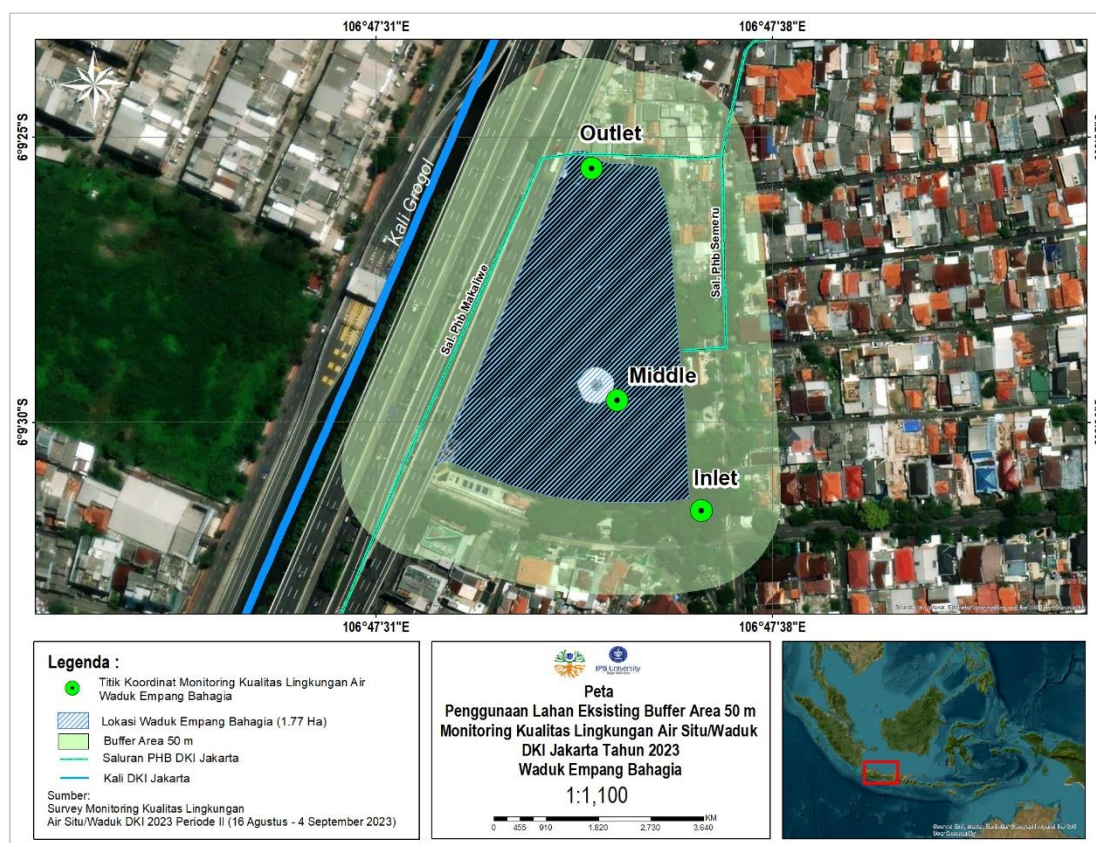 106°47'31"E
106°47'38"E
6°9'25"S
6°9'30"S
N
Outlet
Kali Grogol
Sal. Phb Makaliwe
Sal. Phb Semeru
Middle
Inlet
106°47'31"E
106°47'38"E
Legenda :
Titik Koordinat Monitoring Kualitas Lingkungan Air
Waduk Empang Bahagia
Lokasi Waduk Empang Bahagia (1.77 Ha)
Buffer Area 50 m
Saluran PHB DKI Jakarta
Kali DKI Jakarta
Sumber:
Survey Monitoring Kualitas Lingkungan
Air Situ/Waduk DKI 2023 Periode II (16 Agustus - 4 September 2023)
IPB University
Peta
Penggunaan Lahan Eksisting Buffer Area 50 m
Monitoring Kualitas Lingkungan Air Situ/Waduk
DKI Jakarta Tahun 2023
Waduk Empang Bahagia
1:1,100
KM
0 455 910 1.820 2.730 3.640